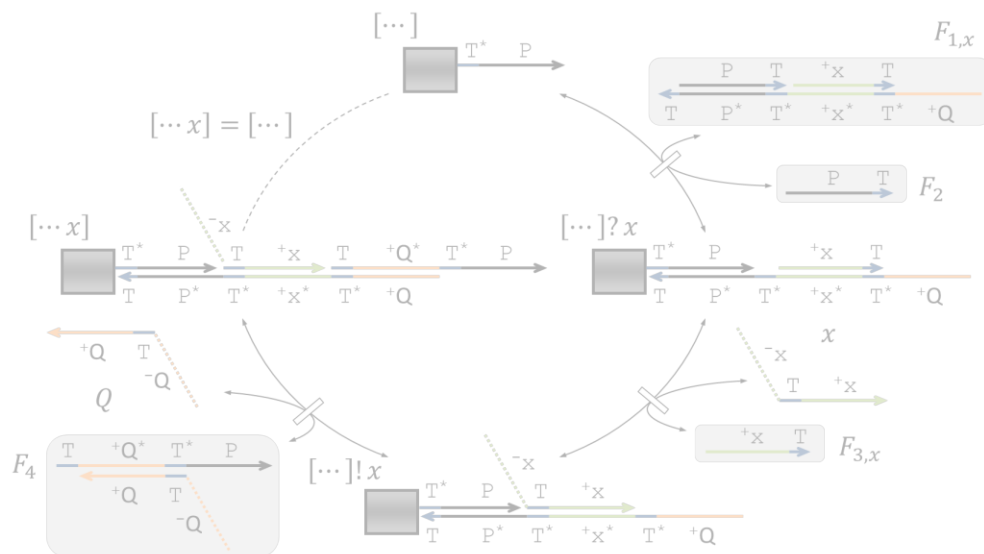 [⋯]
T* P
F₁,ₓ
P T ⁺x T
T P* T* ⁺x* T* ⁺Q
[⋯ x] = [⋯]
P T
F₂
⁻x
[⋯ x]
T* P T ⁺x T ⁺Q* T* P
T P* T* ⁺x* T* ⁺Q
[⋯]? x
T* P ⁺x T
T P* T* ⁺x* T* ⁺Q
x
⁻x
T ⁺x
⁺Q T
⁻Q
Q
⁺x T
F₃,ₓ
F₄
T ⁺Q* T* P
⁺Q T
⁻Q
[⋯]! x
⁻x
T* P T ⁺x
T P* T* ⁺x* T* ⁺Q